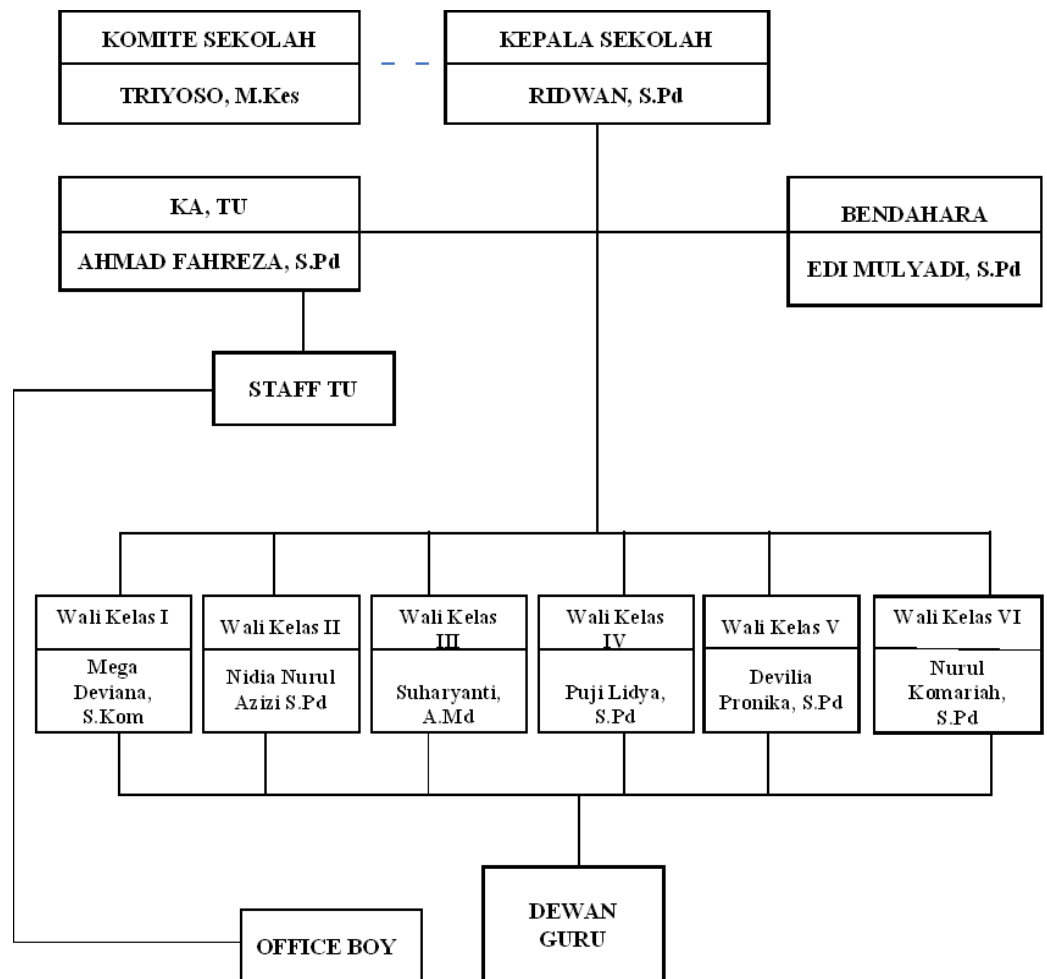 KOMITE SEKOLAH
TRIYOSO, M.Kes
KEPALA SEKOLAH
RIDWAN, S.Pd
KA, TU
AHMAD FAHREZA, S.Pd
BENDAHARA
EDI MULYADI, S.Pd
STAFF TU
Wali Kelas I
Mega
Deviana,
S.Kom
Wali Kelas II
Nidia Nurul
Azizi S.Pd
Wali Kelas
III
Suharyanti,
A.Md
Wali Kelas
IV
Puji Lidya,
S.Pd
Wali Kelas V
Devilia
Pronika, S.Pd
Wali Kelas VI
Nurul
Komariah,
S.Pd
DEWAN
GURU
OFFICE BOY